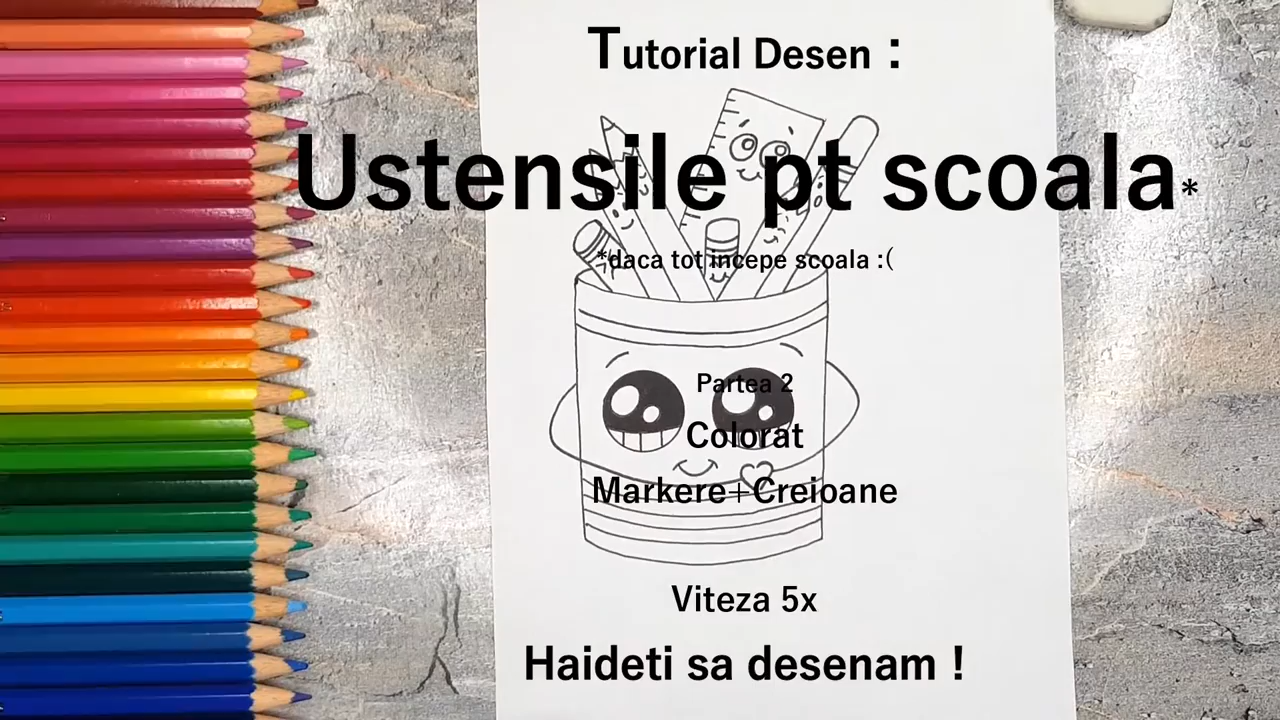 Tutorial Desen :
Ustensile pt scoala*
*daca tot incepe scoala :(
Partea 2
Colorat
Markere+Creioane
Viteza 5x
Haideti sa desenam !